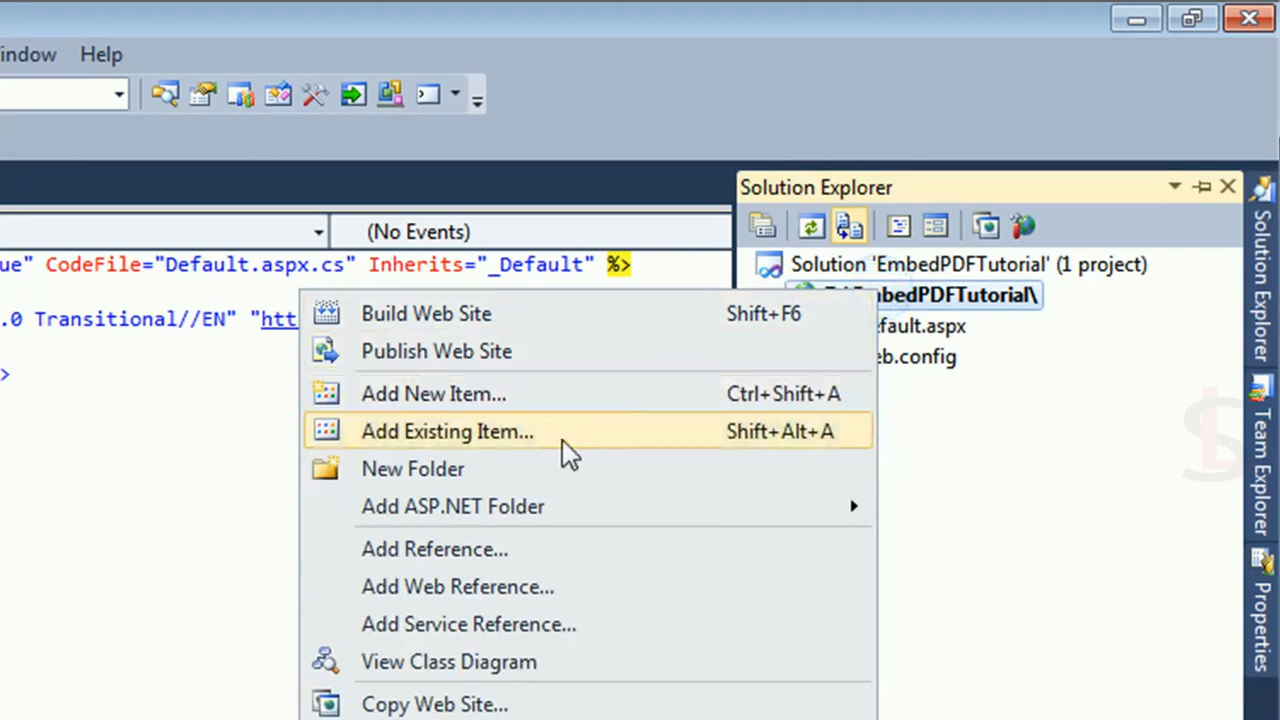 indow Help
Solution Explorer
(No Events)
ue" CodeFile="Default.aspx.cs" Inherits="_Default" %>
Solution 'EmbedPDFTutorial' (1 project)
bedPDFTutorial\
.0 Transitional//EN" "htt
fault.aspx
eb.config
>
Build Web Site Shift+F6
Publish Web Site
Add New Item... Ctrl+Shift+A
Add Existing Item... Shift+Alt+A
New Folder
Add ASP.NET Folder
Add Reference...
Add Web Reference...
Add Service Reference...
View Class Diagram
Copy Web Site...
Solution Explorer
Team Explorer
Properties